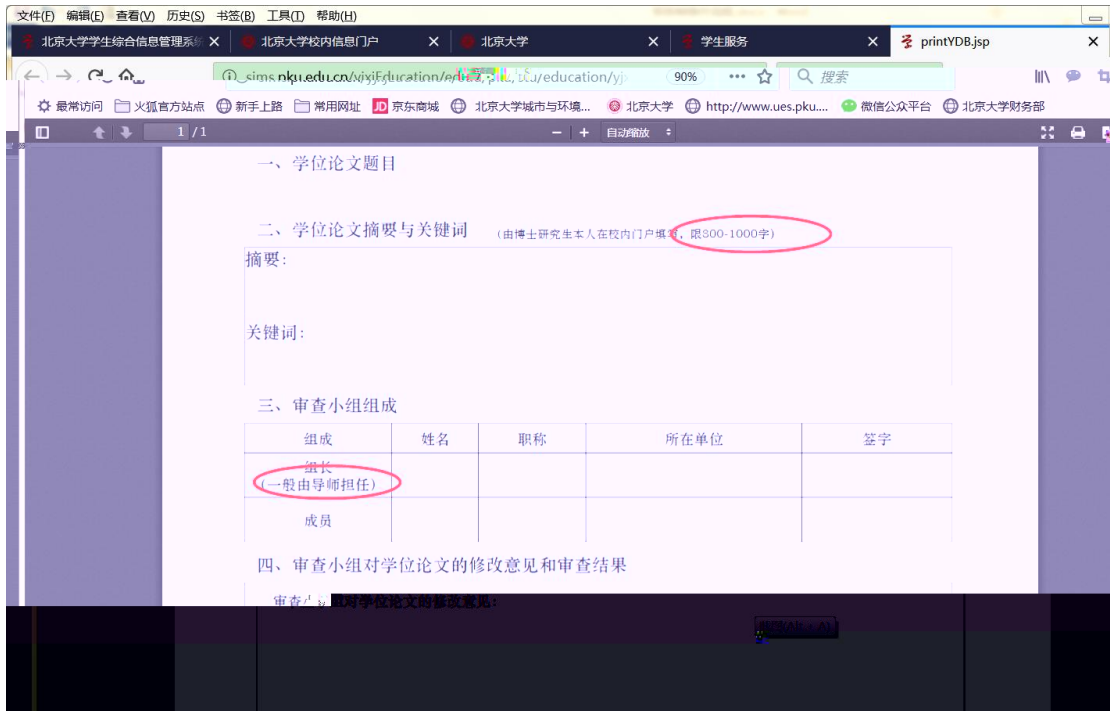 文件(F) 编辑(E) 查看(V) 历史(S) 书签(B) 工具(T) 帮助(H)
北京大学学生综合信息管理系统 北京大学校内信息门户 北京大学 学生服务 printYDB.jsp
sims.pku.edu.cn 90% 搜索
最常访问 火狐官方站点 新手上路 常用网址 JD 京东商城 北京大学城市与环境... 北京大学 http://www.ues.pku.... 微信公众平台 北京大学财务部
1 / 1 自动缩放
一、学位论文题目
二、学位论文摘要与关键词 (由博士研究生本人在校内门户填写，限800-1000字)
摘要：
关键词：
三、审查小组组成
组成 姓名 职称 所在单位 签字
组长
(一般由导师担任)
成员
四、审查小组对学位论文的修改意见和审查结果
审查小组对学位论文的修改意见：